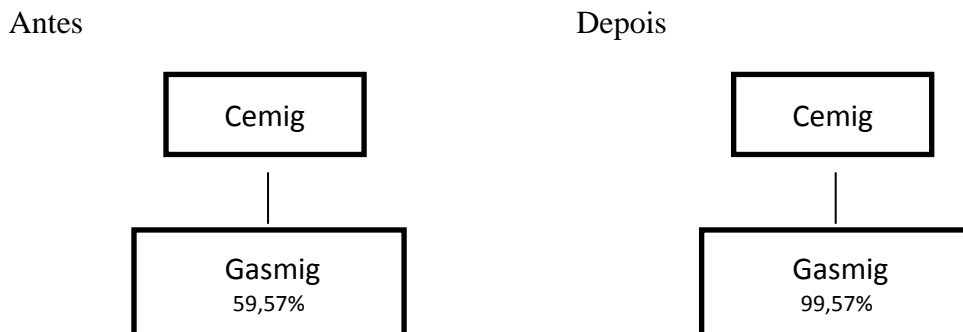 Antes
Depois
Cemig
Cemig
Gasmig
59,57%
Gasmig
99,57%